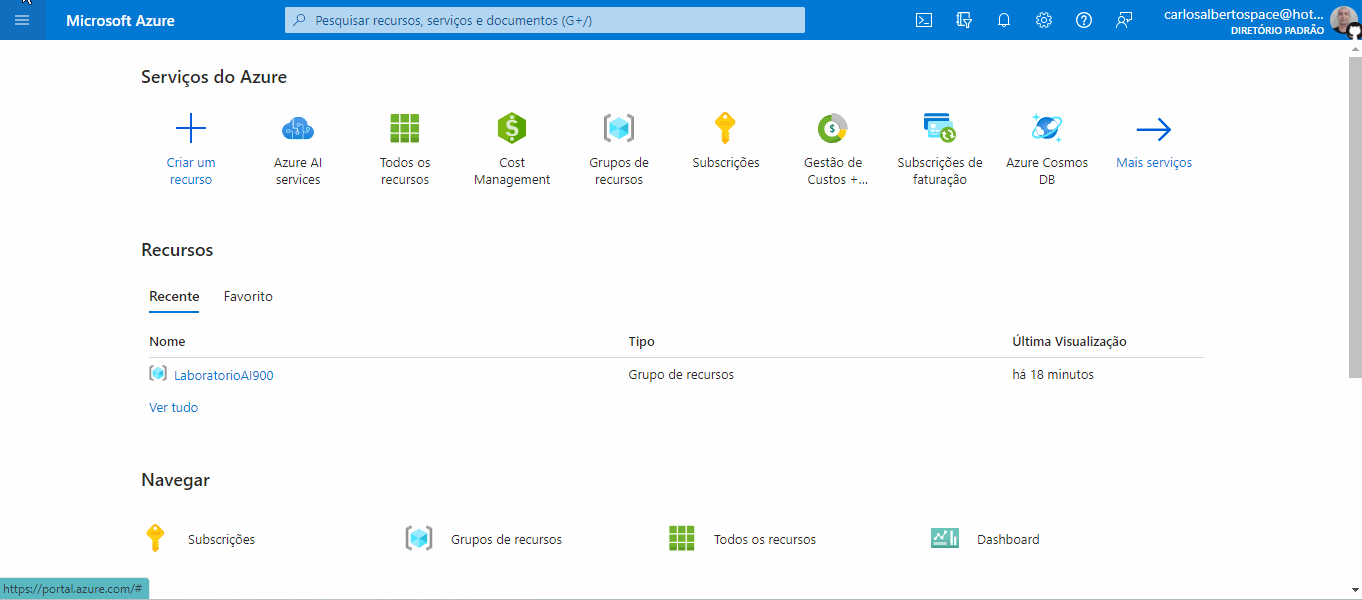 Microsoft Azure
Pesquisar recursos, serviços e documentos (G+/)
carlosalbertospace@hot...
DIRETÓRIO PADRÃO
Serviços do Azure
Criar um
recurso
Azure AI
services
Todos os
recursos
Cost
Management
Grupos de
recursos
Subscrições
Gestão de
Custos +...
Subscrições de
faturação
Azure Cosmos
DB
Mais serviços
Recursos
Recente Favorito
Nome Tipo Última Visualização
LaboratorioAI900 Grupo de recursos há 18 minutos
Ver tudo
Navegar
Subscrições Grupos de recursos Todos os recursos Dashboard
https://portal.azure.com/#